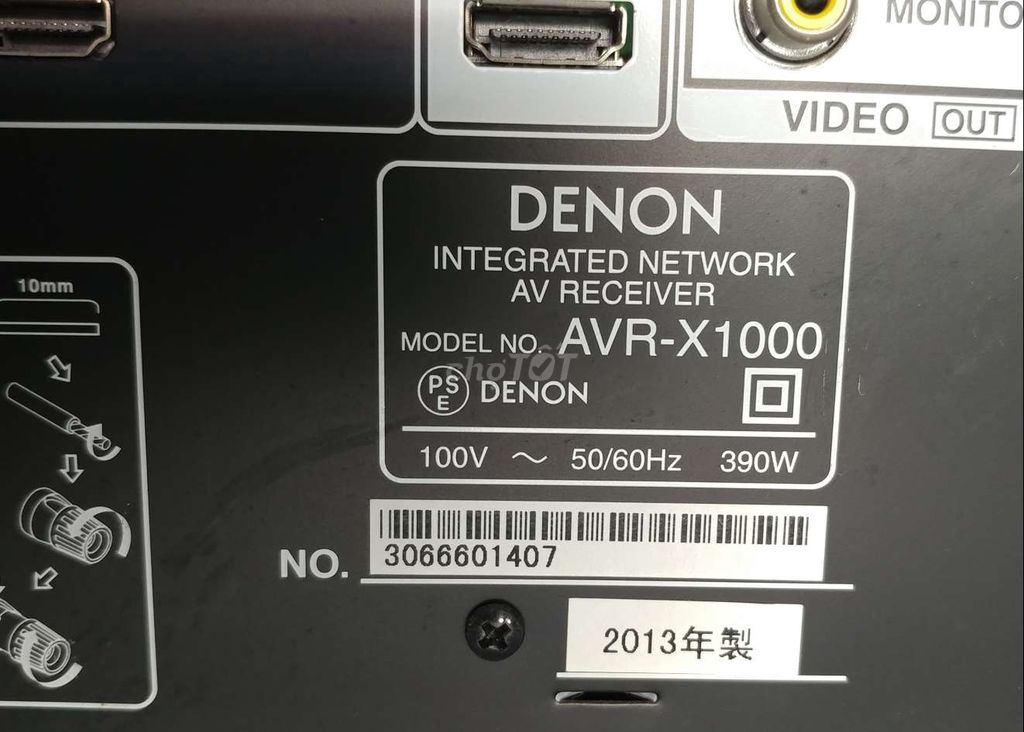 MONITO
VIDEO OUT
DENON
INTEGRATED NETWORK
AV RECEIVER
MODEL NO. AVR-X1000
choTỐT
PS
E
DENON
100V ～ 50/60Hz 390W
10mm
NO. 3066601407
2013年製